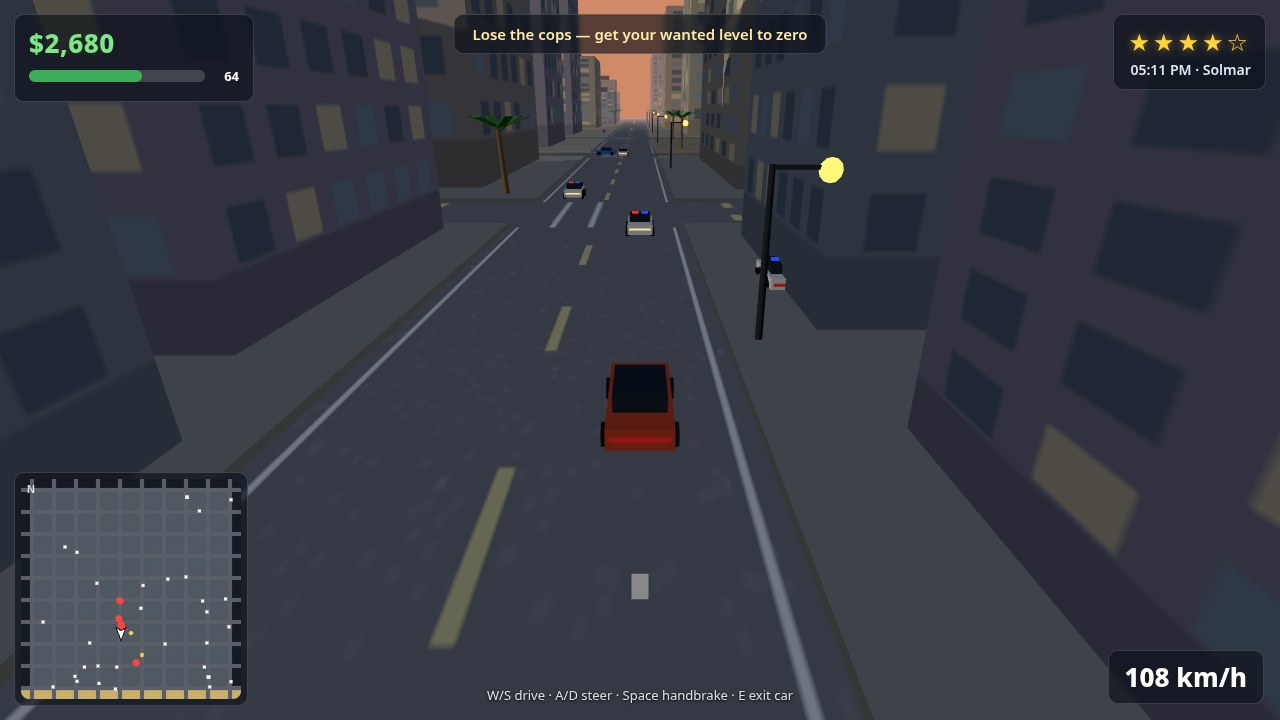 $2,680
64
Lose the cops — get your wanted level to zero
★★★★☆
05:11 PM · Solmar
N
W/S drive · A/D steer · Space handbrake · E exit car
108 km/h